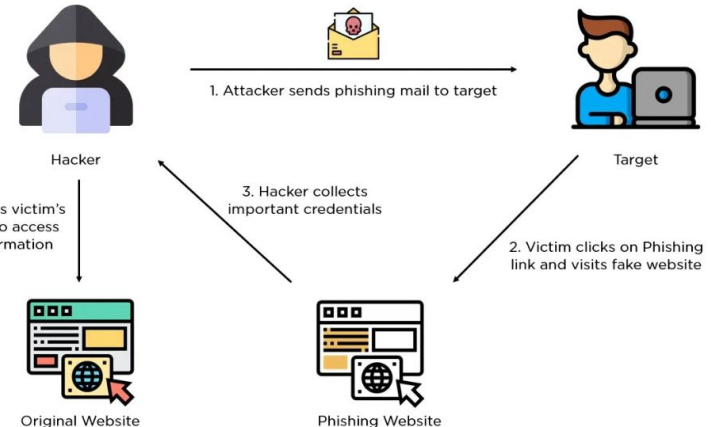 1. Attacker sends phishing mail to target
Hacker
Target
3. Hacker collects
important credentials
s victim's
o access
rmation
2. Victim clicks on Phishing
link and visits fake website
Original Website
Phishing Website